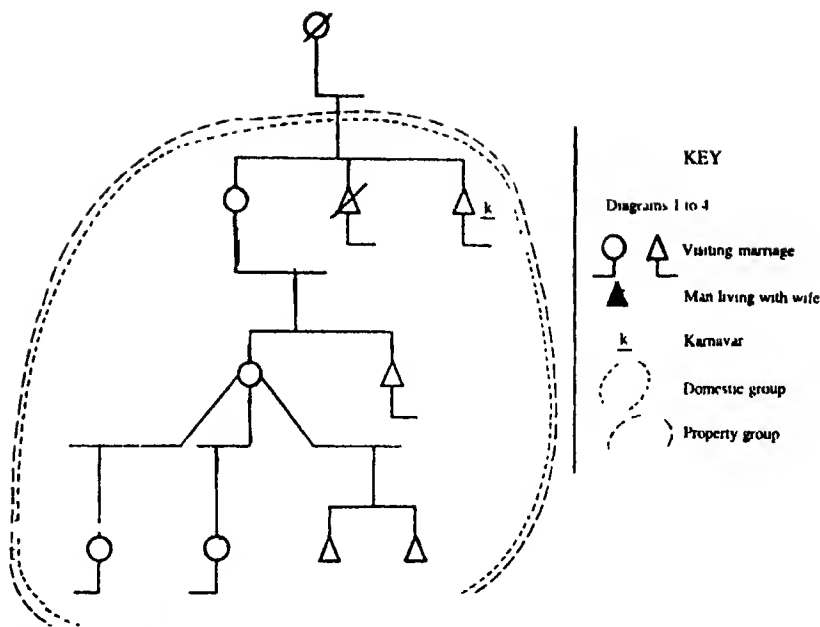 k
KEY
Diagrams 1 to 4
Visiting marriage
Man living with wife
k
Karnavar
Domestic group
Property group